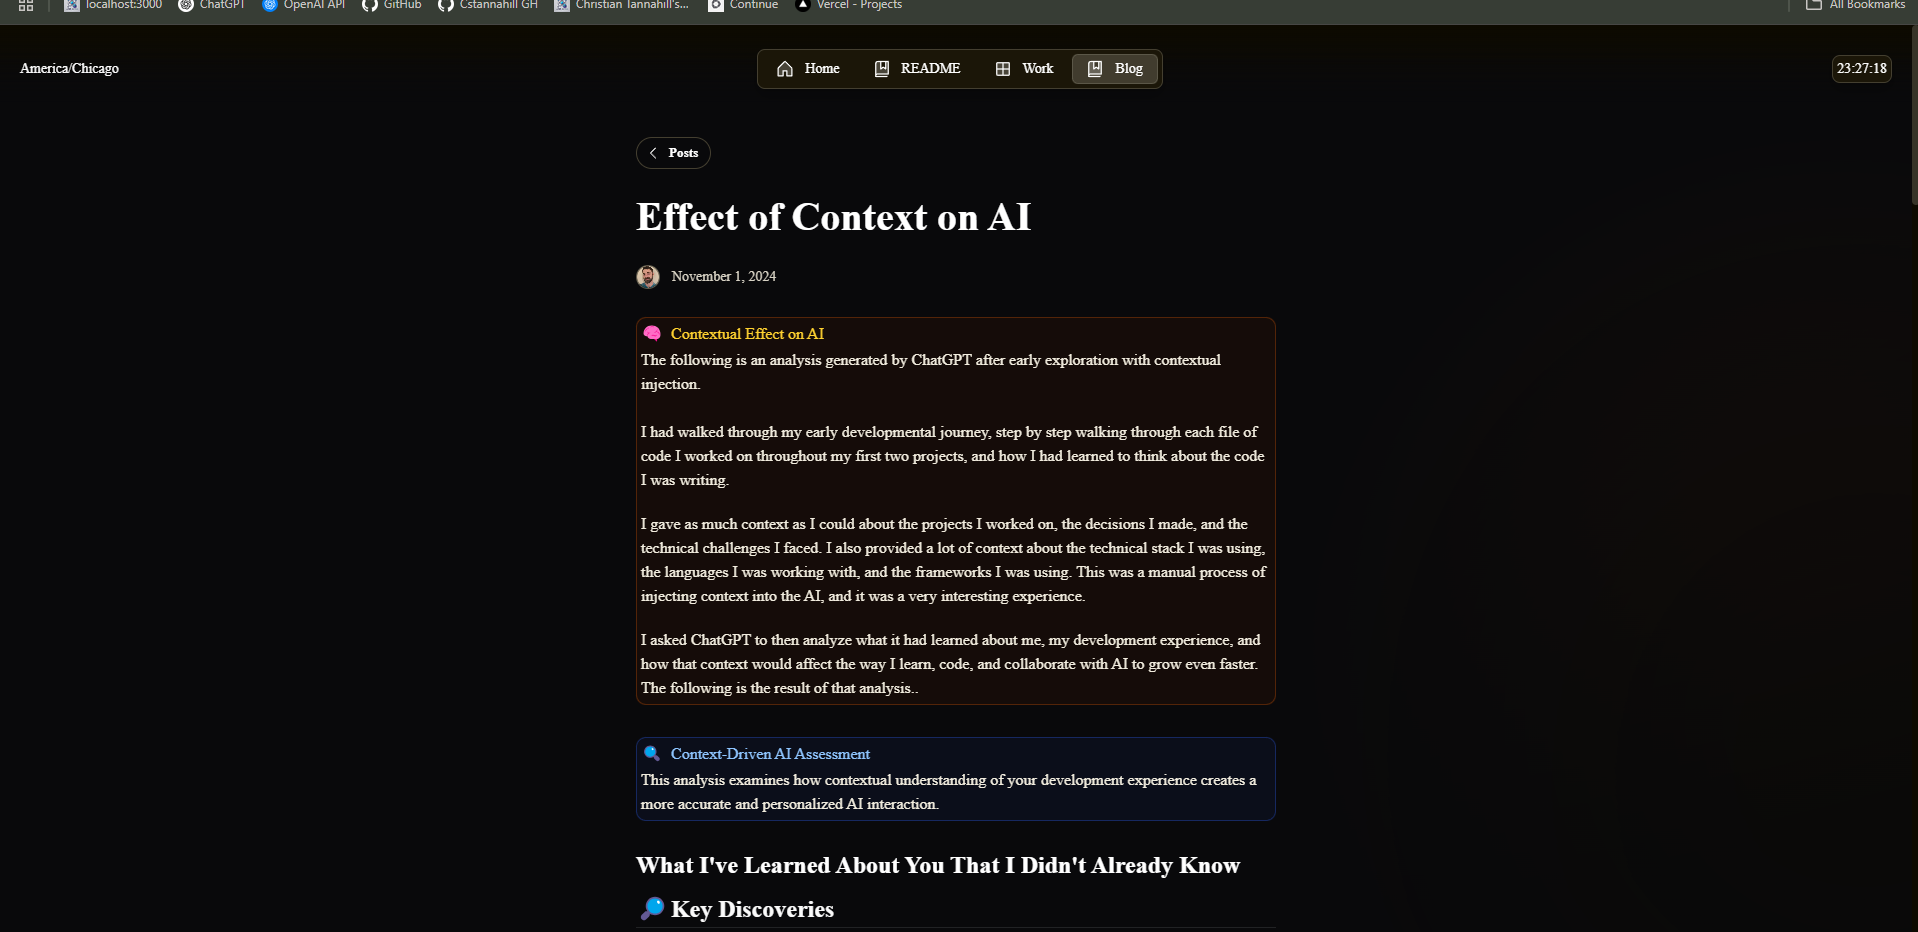 localhost:3000 ChatGPT OpenAI API GitHub Cstannahill GH Christian Tannahill's... Continue Vercel - Projects All Bookmarks
America/Chicago Home README Work Blog 23:27:18
Posts
Effect of Context on AI
November 1, 2024
🧠 Contextual Effect on AI
The following is an analysis generated by ChatGPT after early exploration with contextual
injection.
I had walked through my early developmental journey, step by step walking through each file of
code I worked on throughout my first two projects, and how I had learned to think about the code
I was writing.
I gave as much context as I could about the projects I worked on, the decisions I made, and the
technical challenges I faced. I also provided a lot of context about the technical stack I was using,
the languages I was working with, and the frameworks I was using. This was a manual process of
injecting context into the AI, and it was a very interesting experience.
I asked ChatGPT to then analyze what it had learned about me, my development experience, and
how that context would affect the way I learn, code, and collaborate with AI to grow even faster.
The following is the result of that analysis..
🔍 Context-Driven AI Assessment
This analysis examines how contextual understanding of your development experience creates a
more accurate and personalized AI interaction.
What I've Learned About You That I Didn't Already Know
🔎 Key Discoveries